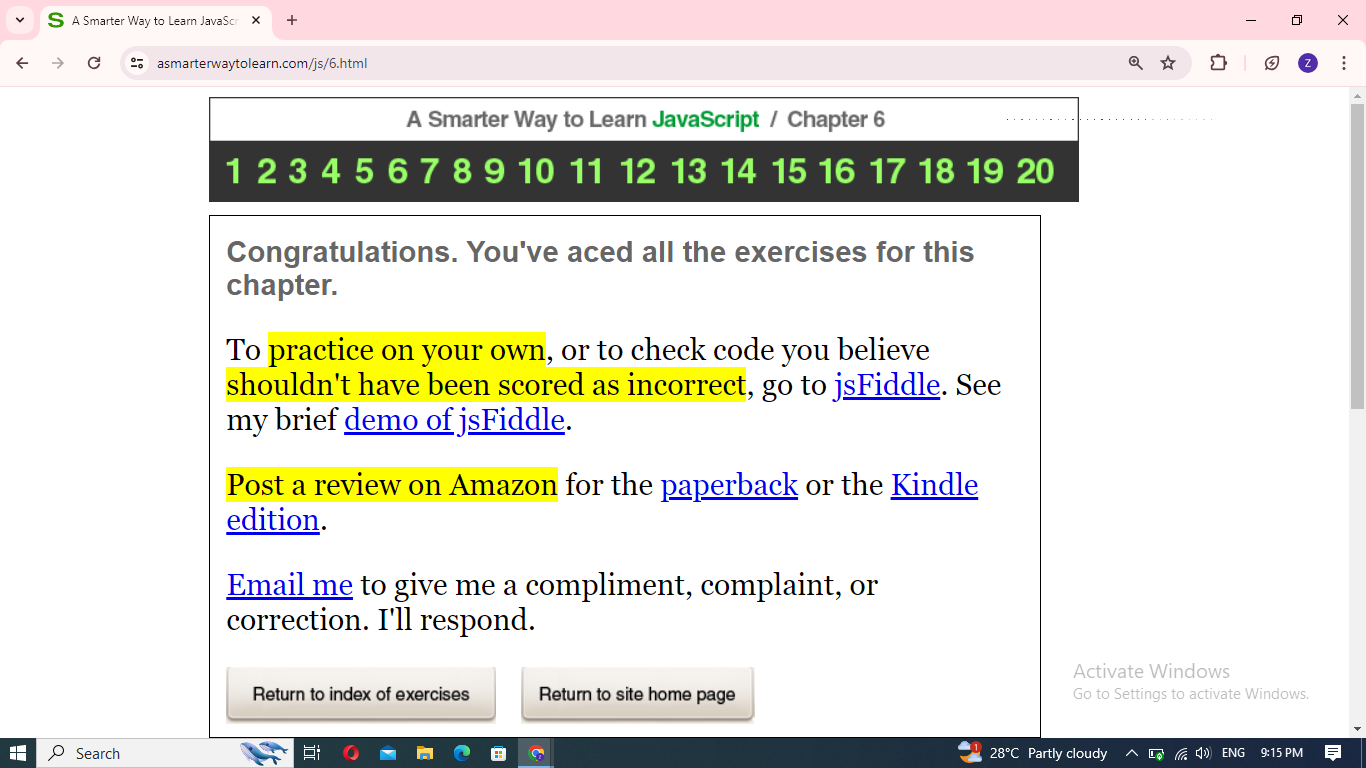 A Smarter Way to Learn JavaScr
asmarterwaytolearn.com/js/6.html
Z
A Smarter Way to Learn JavaScript / Chapter 6
1 2 3 4 5 6 7 8 9 10 11 12 13 14 15 16 17 18 19 20
Congratulations. You've aced all the exercises for this
chapter.
To practice on your own, or to check code you believe
shouldn't have been scored as incorrect, go to jsFiddle. See
my brief demo of jsFiddle.
Post a review on Amazon for the paperback or the Kindle
edition.
Email me to give me a compliment, complaint, or
correction. I'll respond.
Return to index of exercises
Return to site home page
Activate Windows
Go to Settings to activate Windows.
Search
1
28°C Partly cloudy
ENG
9:15 PM